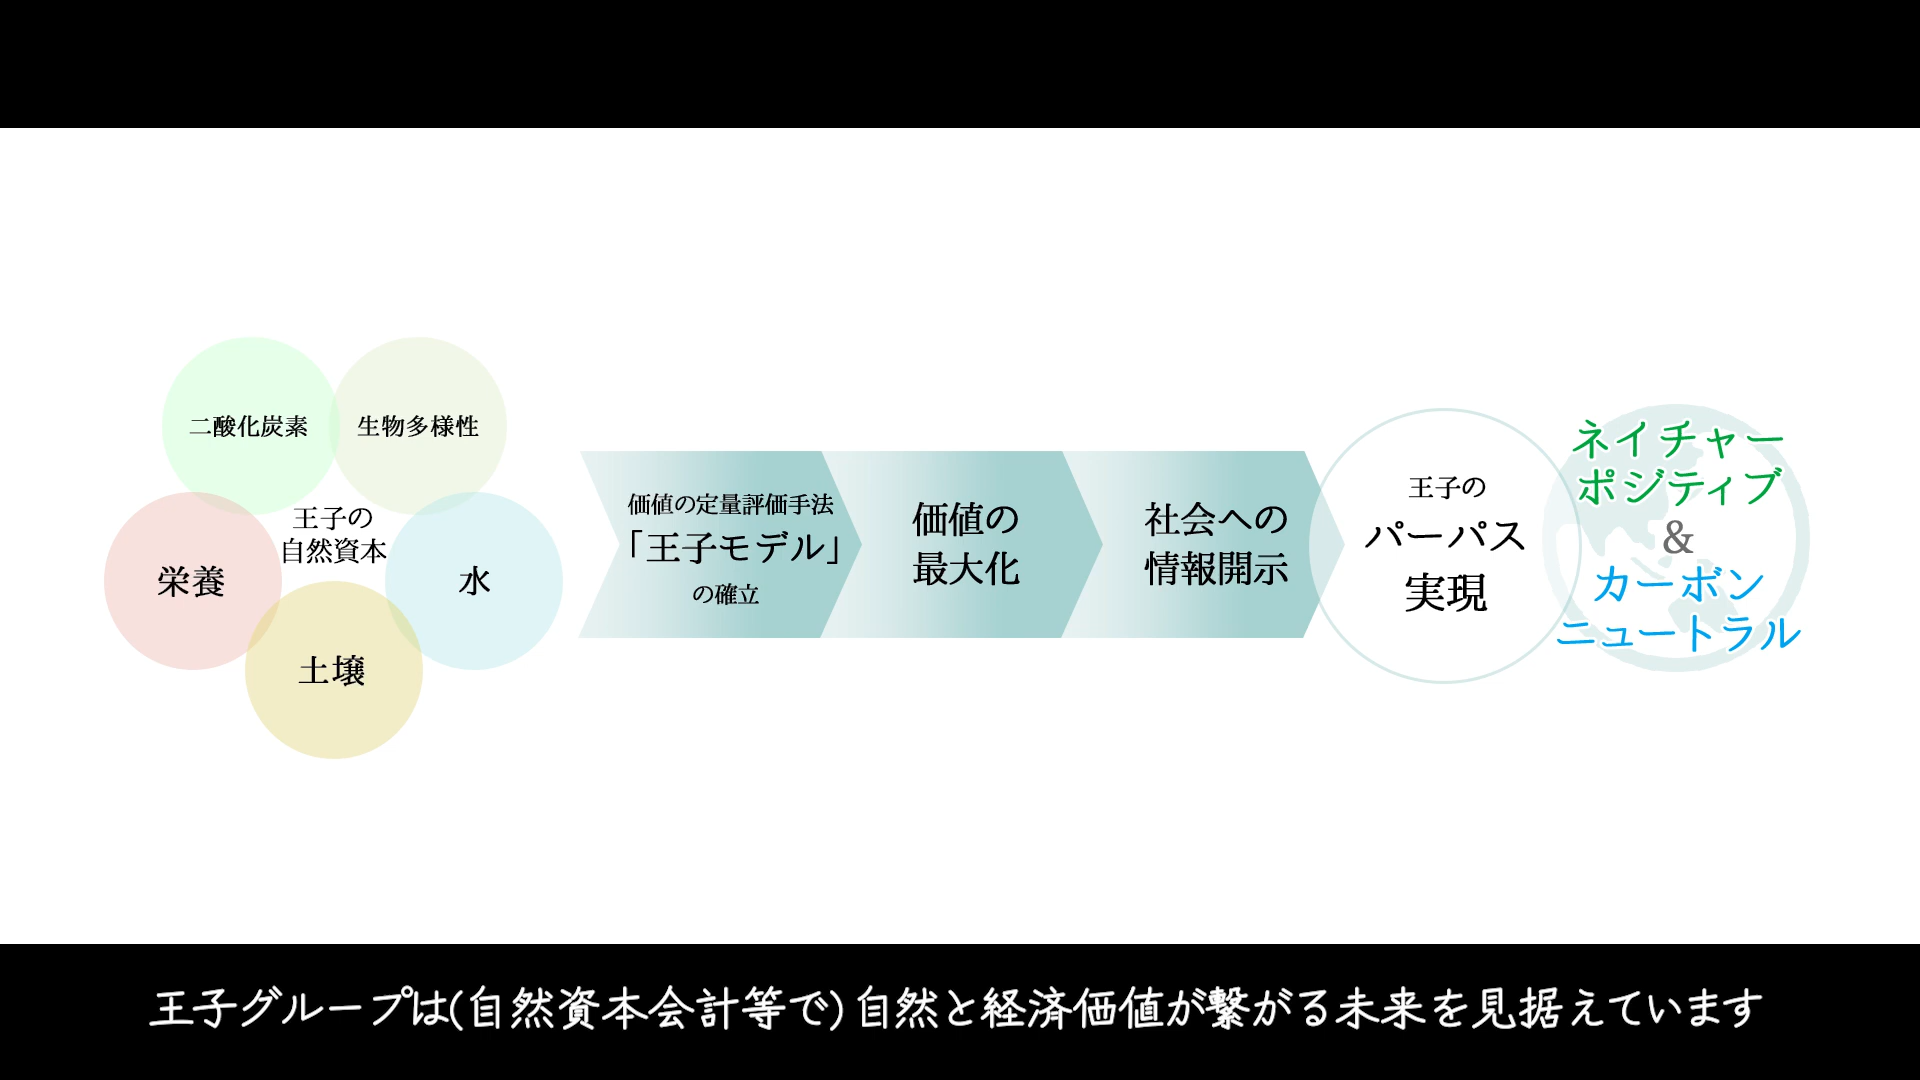 二酸化炭素
生物多様性
王子の
自然資本
栄養
水
土壌
価値の定量評価手法
「王子モデル」
の確立
価値の
最大化
社会への
情報開示
王子の
パーパス
実現
ネイチャー
ポジティブ
&
カーボン
ニュートラル
王子グループは(自然資本会計等で)自然と経済価値が繋がる未来を見据えています